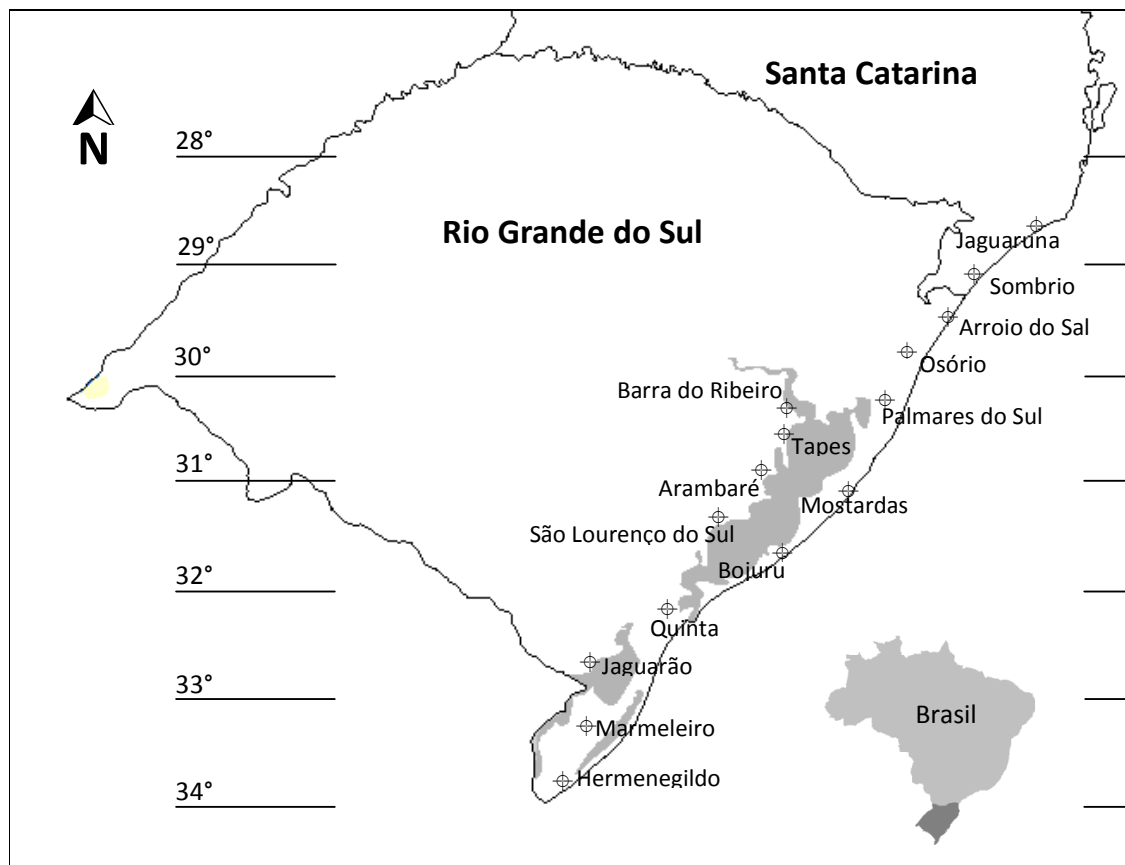 Santa Catarina
N
28°
Rio Grande do Sul
Jaguaruna
29°
Sombrio
Arroio do Sal
30°
Osório
Barra do Ribeiro
Palmares do Sul
Tapes
31°
Arambaré
Mostardas
São Lourenço do Sul
Bojuru
32°
Quinta
Jaguarão
33°
Brasil
Marmeleiro
Hermenegildo
34°